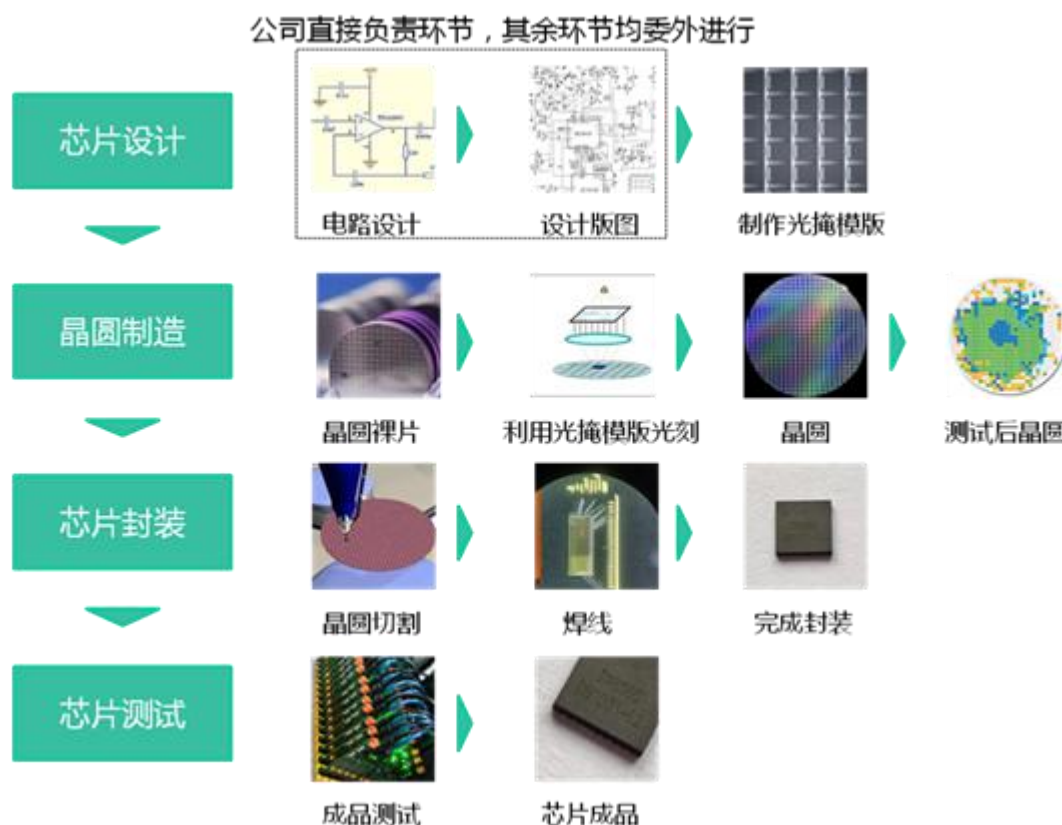 公司直接负责环节，其余环节均委外进行
芯片设计
电路设计
设计版图
制作光掩模版
晶圆制造
晶圆裸片
利用光掩模版光刻
晶圆
测试后晶圆
芯片封装
晶圆切割
焊线
完成封装
芯片测试
成品测试
芯片成品